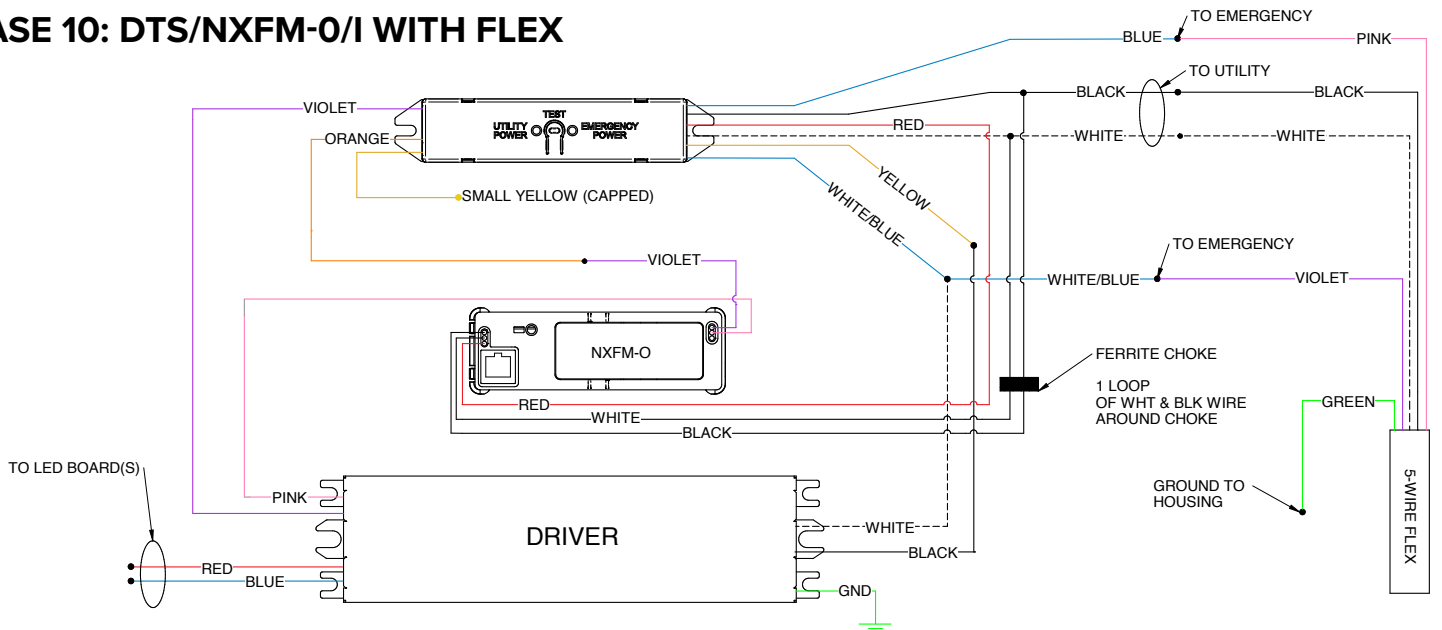 ASE 10: DTS/NXFM-0/I WITH FLEX
TO EMERGENCY
BLUE
PINK
TO UTILITY
VIOLET
BLACK
BLACK
TEST
UTILITY POWER
EMERGENCY POWER
RED
ORANGE
WHITE
WHITE
SMALL YELLOW (CAPPED)
YELLOW
WHITE/BLUE
VIOLET
TO EMERGENCY
WHITE/BLUE
VIOLET
NXFM-O
FERRITE CHOKE
1 LOOP
OF WHT & BLK WIRE
AROUND CHOKE
RED
WHITE
BLACK
GREEN
TO LED BOARD(S)
PINK
GROUND TO
HOUSING
5-WIRE FLEX
DRIVER
WHITE
BLACK
RED
BLUE
GND